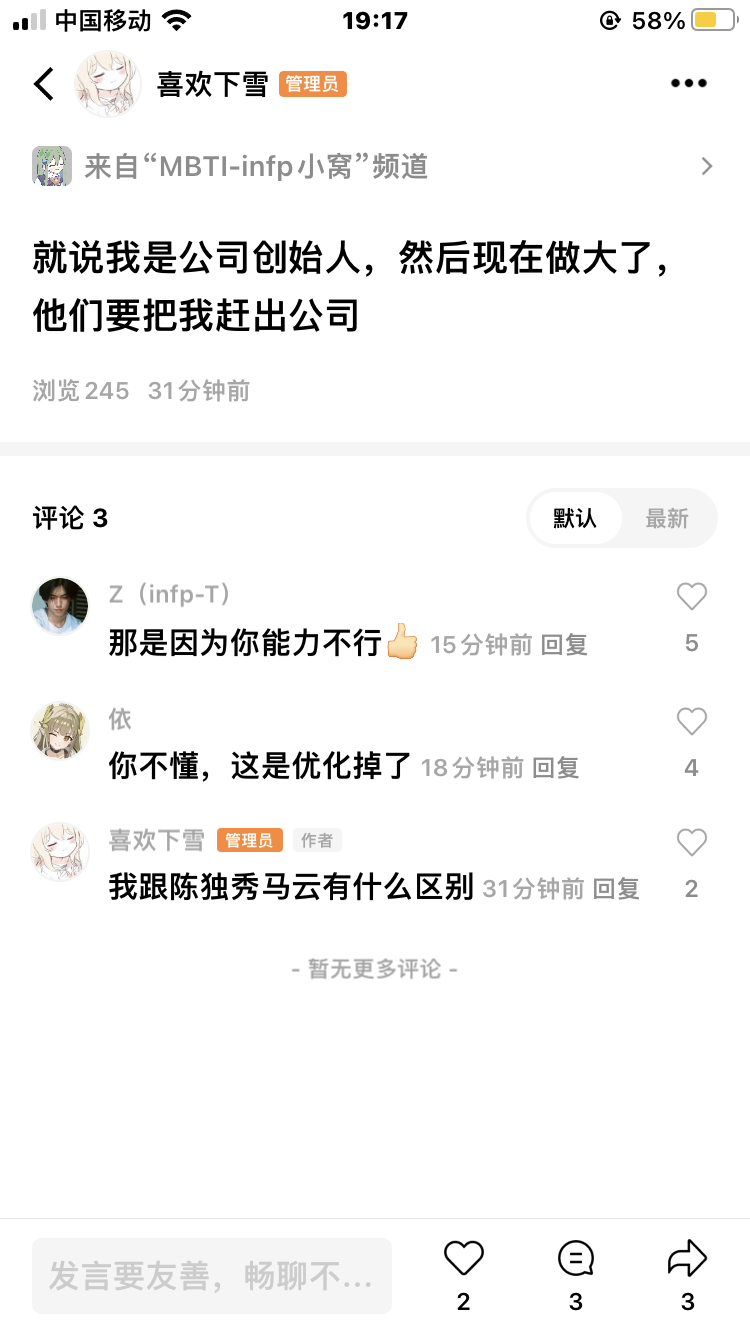 中国移动 19:17 58%
喜欢下雪 管理员
来自“MBTI-infp小窝”频道
就说我是公司创始人，然后现在做大了，
他们要把我赶出公司
浏览245 31分钟前
评论 3 默认 最新
Z（infp-T）
那是因为你能力不行👍 15分钟前 回复 5
依
你不懂，这是优化掉了 18分钟前 回复 4
喜欢下雪 管理员 作者
我跟陈独秀马云有什么区别 31分钟前 回复 2
- 暂无更多评论 -
发言要友善，畅聊不...
2 3 3